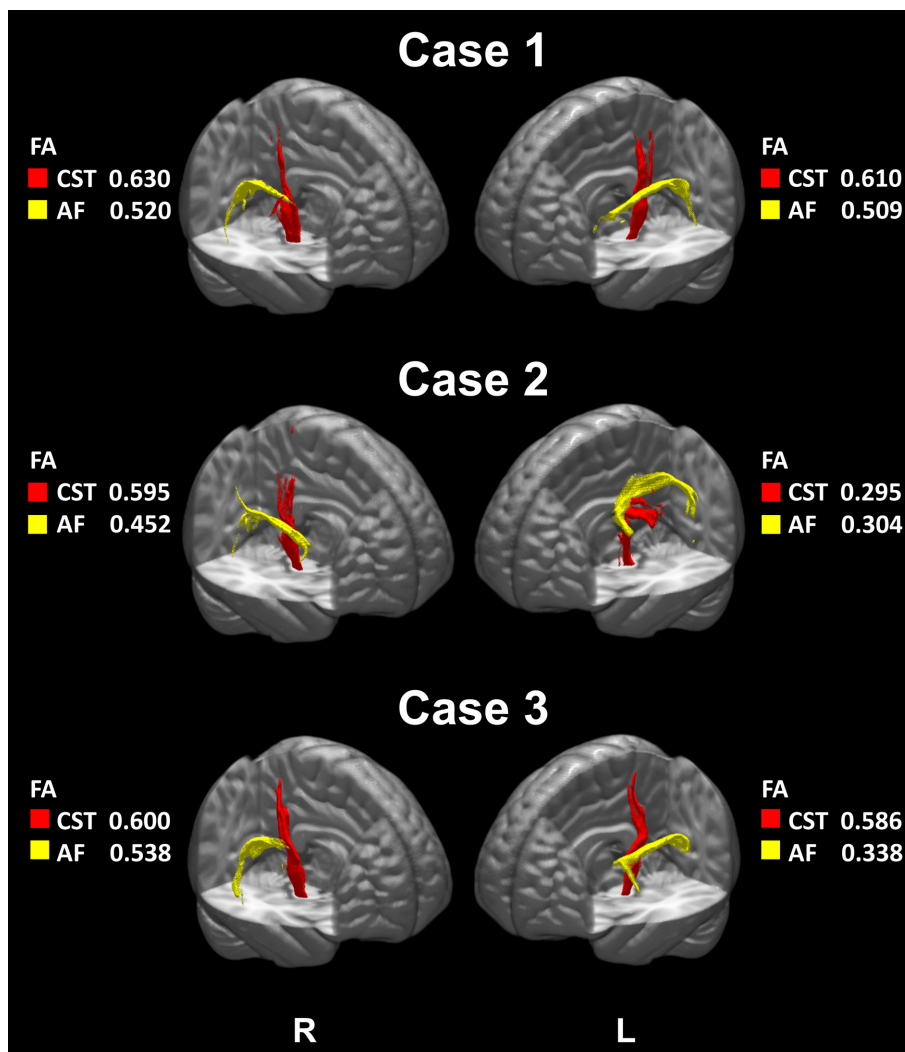 Case 1
FA
CST 0.630
AF 0.520
FA
CST 0.610
AF 0.509
Case 2
FA
CST 0.595
AF 0.452
FA
CST 0.295
AF 0.304
Case 3
FA
CST 0.600
AF 0.538
FA
CST 0.586
AF 0.338
R
L